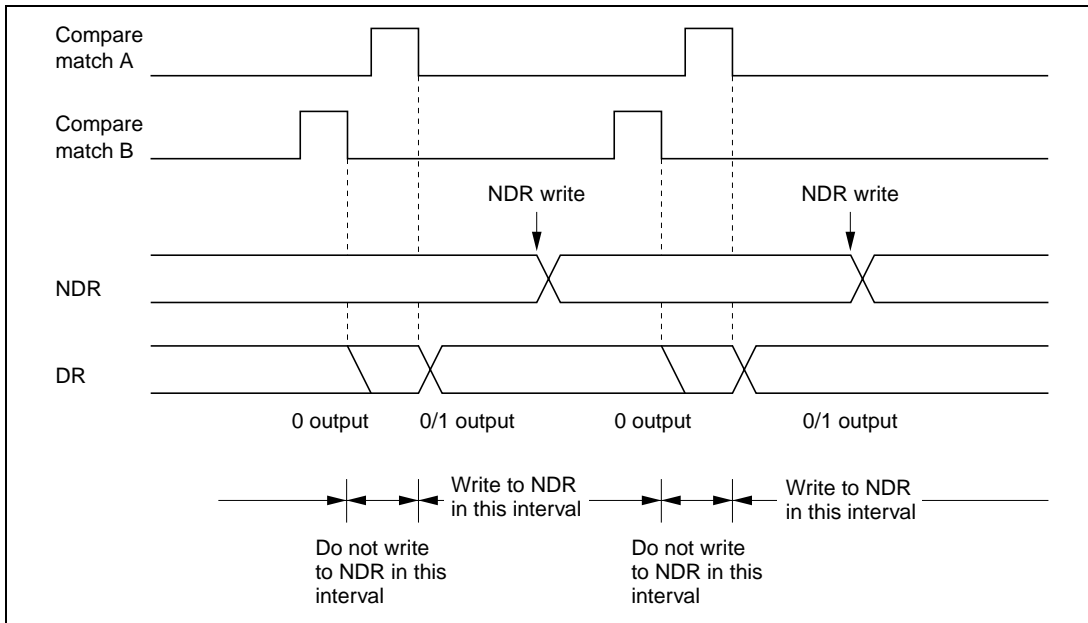 Compare
match A
Compare
match B
NDR write
NDR write
NDR
DR
0 output
0/1 output
0 output
0/1 output
Write to NDR
in this interval
Write to NDR
in this interval
Do not write
to NDR in this
interval
Do not write
to NDR in this
interval